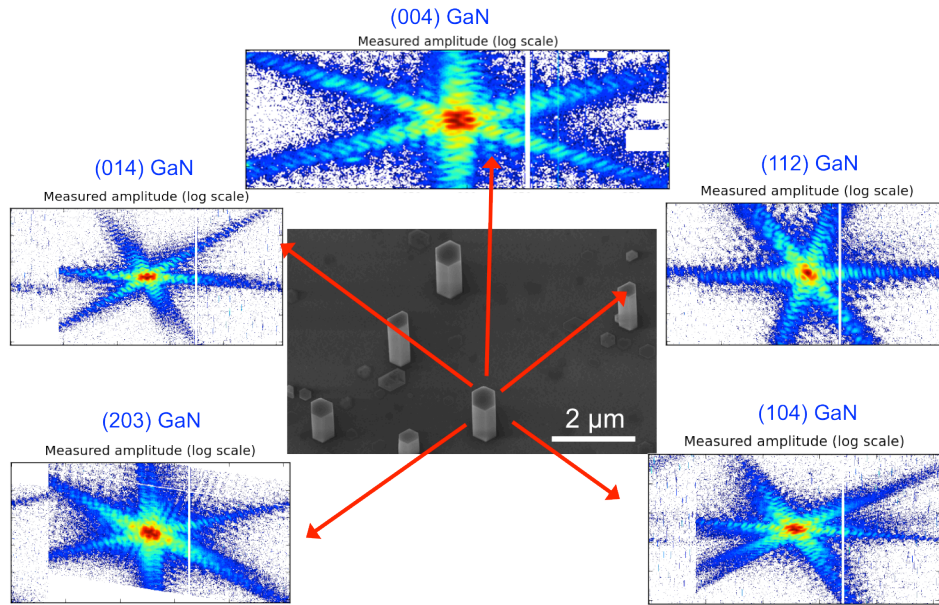 (004) GaN
Measured amplitude (log scale)
(014) GaN
Measured amplitude (log scale)
(112) GaN
Measured amplitude (log scale)
2 µm
(203) GaN
Measured amplitude (log scale)
(104) GaN
Measured amplitude (log scale)